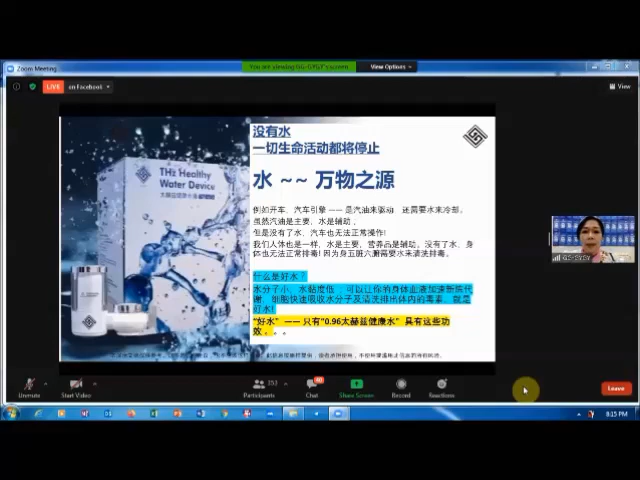 Zoom Meeting
You are viewing GG-GYGY's screen
View Options
LIVE
on Facebook
View
没有水
一切生命活动都将停止
水 ~~ 万物之源
例如开车、汽车引擎 —— 是汽油来驱动 还需要水来冷却。
虽然汽油是主要、水是辅助；
但是没有了水、汽车也无法正常操作!
我们人体也是一样，水是主要、营养品是辅助。没有了水、身
体也无法正常排毒! 因为身五脏六腑需要水来清洗排毒。
什么是好水？
水分子小、水黏度低，可以让你的身体血液加速新陈代
谢、细胞快速吸收水分子及清洗排出体内的毒素，就是
好水!
"好水" —— 只有"0.96太赫兹健康水" 具有这些功
效。。。
THz Healthy
Water Device
GG-GYGY
Unmute
Start Video
Participants
Chat
Share Screen
Record
Reactions
Leave
8:15 PM